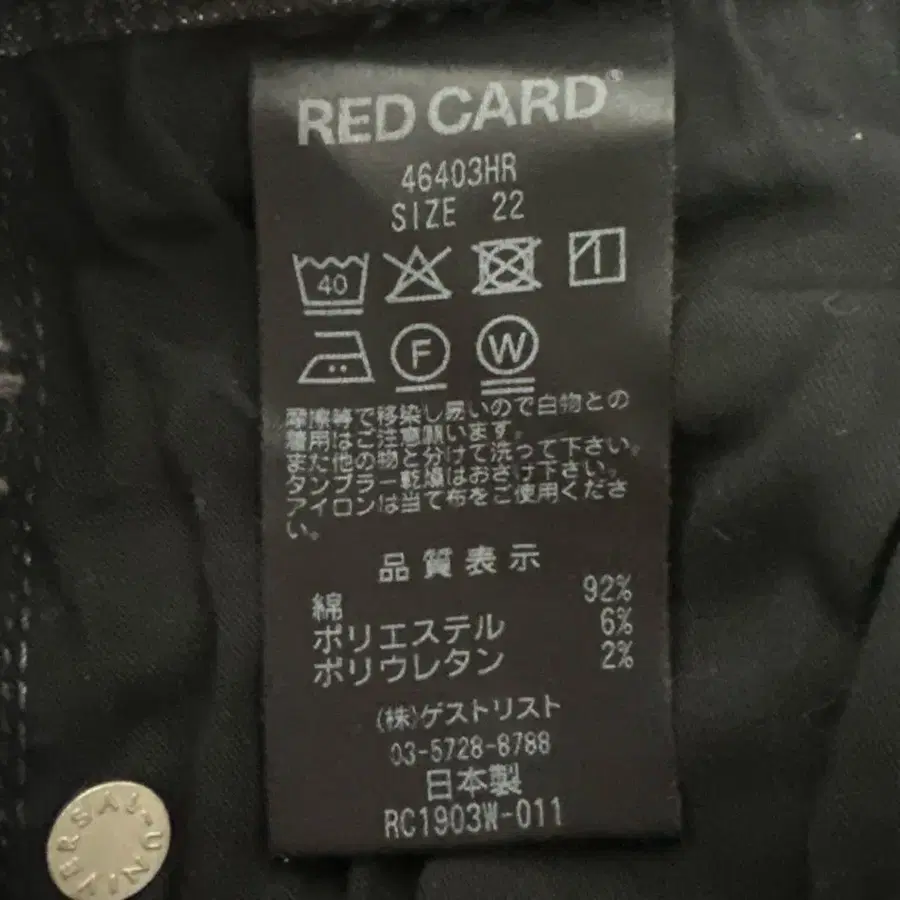 RED CARD®
46403HR
SIZE 22
40
F W
摩擦等で移染し易いので白物との
着用はご注意願います。
また他の物と分けて洗って下さい。
タンブラー乾燥はおさけ下さい。
アイロンは当て布をご使用くださ
い。
品質表示
綿 92%
ポリエステル 6%
ポリウレタン 2%
(株)ゲストリスト
03-5728-8788
日本製
RC1903W-011
UNIVERSAL-